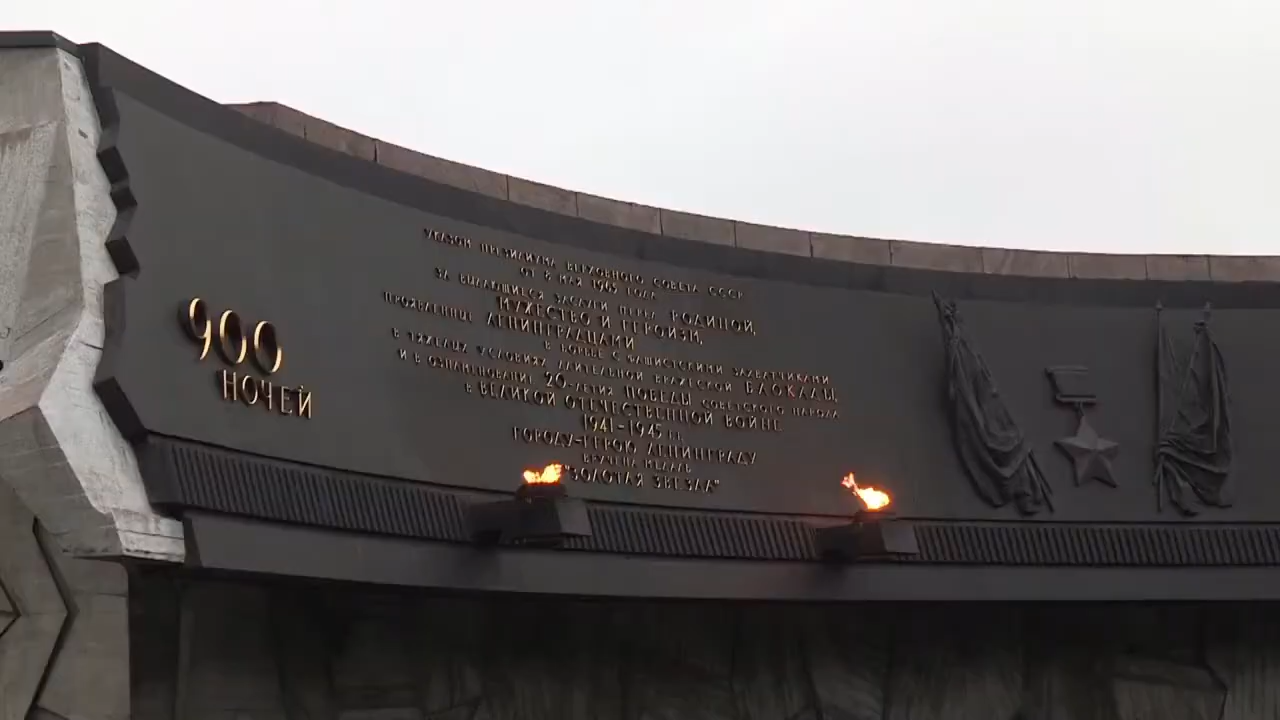 900
НОЧЕЙ
УКАЗОМ ПРЕЗИДИУМА ВЕРХОВНОГО СОВЕТА СССР
ОТ 8 МАЯ 1965 ГОДА
ЗА ВЫДАЮЩИЕСЯ ЗАСЛУГИ ПЕРЕД РОДИНОЙ,
МУЖЕСТВО И ГЕРОИЗМ,
ПРОЯВЛЕННЫЕ ЛЕНИНГРАДЦАМИ
В БОРЬБЕ С ФАШИСТСКИМИ ЗАХВАТЧИКАМИ
В ТЯЖЕЛЫХ УСЛОВИЯХ ДЛИТЕЛЬНОЙ ВРАЖЕСКОЙ БЛОКАДЫ,
И В ОЗНАМЕНОВАНИЕ 20-ЛЕТИЯ ПОБЕДЫ СОВЕТСКОГО НАРОДА
В ВЕЛИКОЙ ОТЕЧЕСТВЕННОЙ ВОЙНЕ
1941-1945 ГГ.
ГОРОДУ-ГЕРОЮ ЛЕНИНГРАДУ
ВРУЧЕНА МЕДАЛЬ
"ЗОЛОТАЯ ЗВЕЗДА"